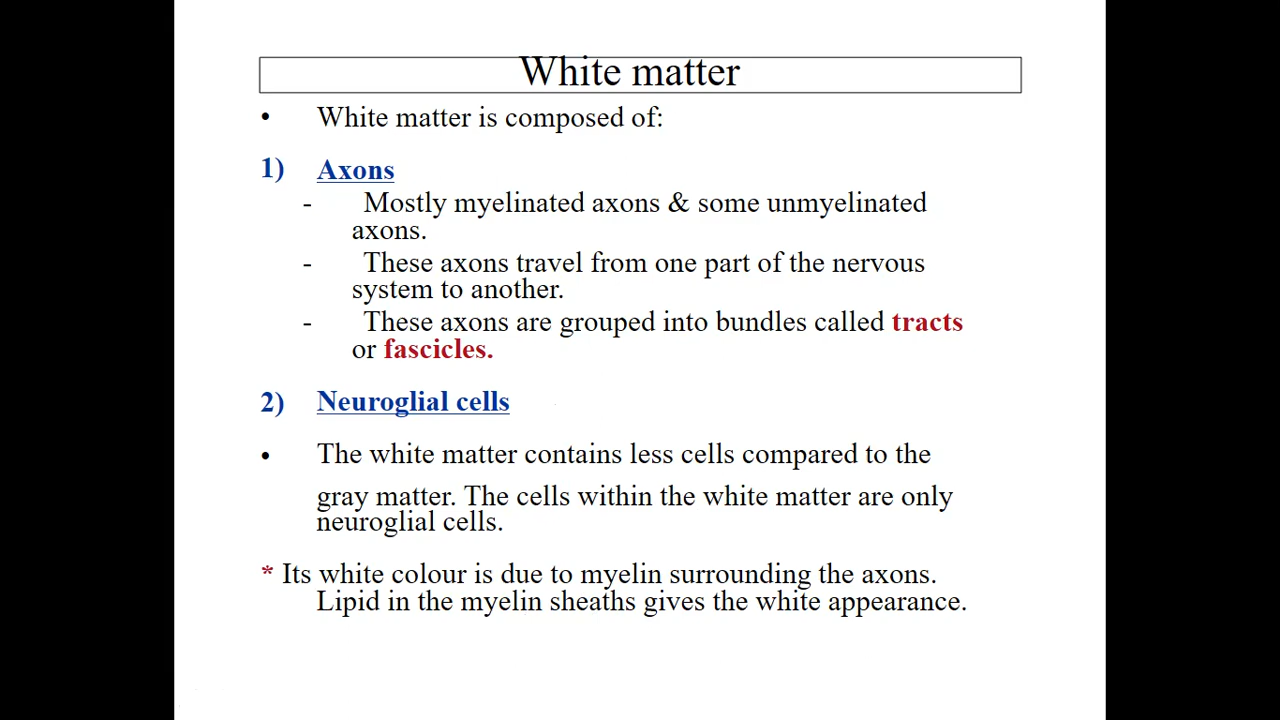 White matter
• White matter is composed of:
1) Axons
- Mostly myelinated axons & some unmyelinated
axons.
- These axons travel from one part of the nervous
system to another.
- These axons are grouped into bundles called tracts
or fascicles.
2) Neuroglial cells
• The white matter contains less cells compared to the
gray matter. The cells within the white matter are only
neuroglial cells.
* Its white colour is due to myelin surrounding the axons.
Lipid in the myelin sheaths gives the white appearance.